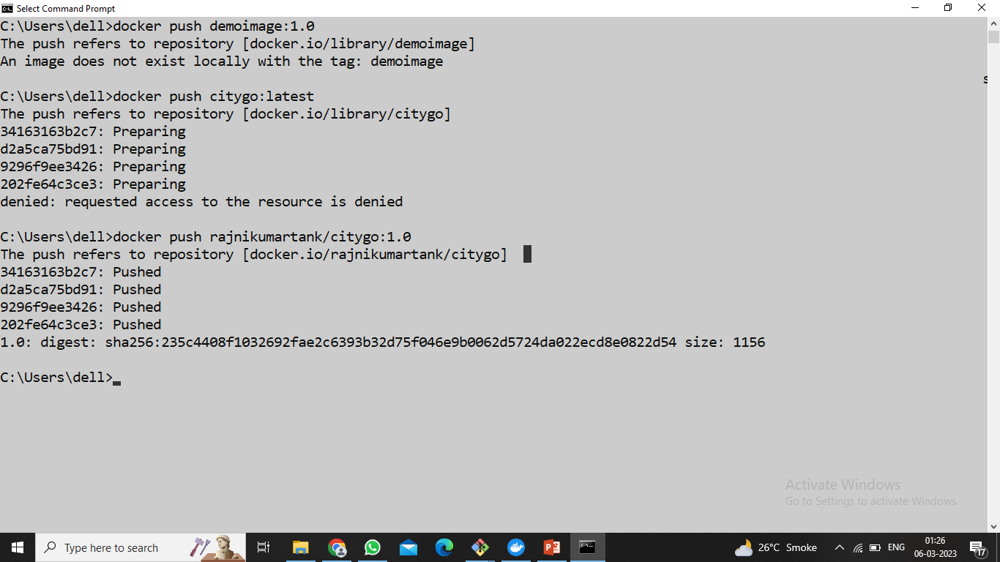 Select Command Prompt
C:\Users\dell>docker push demoimage:1.0
The push refers to repository [docker.io/library/demoimage]
An image does not exist locally with the tag: demoimage
s
C:\Users\dell>docker push citygo:latest
The push refers to repository [docker.io/library/citygo]
34163163b2c7: Preparing
d2a5ca75bd91: Preparing
9296f9ee3426: Preparing
202fe64c3ce3: Preparing
denied: requested access to the resource is denied
C:\Users\dell>docker push rajnikumartank/citygo:1.0
The push refers to repository [docker.io/rajnikumartank/citygo]
34163163b2c7: Pushed
d2a5ca75bd91: Pushed
9296f9ee3426: Pushed
202fe64c3ce3: Pushed
1.0: digest: sha256:235c4408f1032692fae2c6393b32d75f046e9b0062d5724da022ecd8e0822d54 size: 1156
C:\Users\dell>
Activate Windows
Go to Settings to activate Windows.
Type here to search
26°C Smoke
ENG
01:26
06-03-2023
17